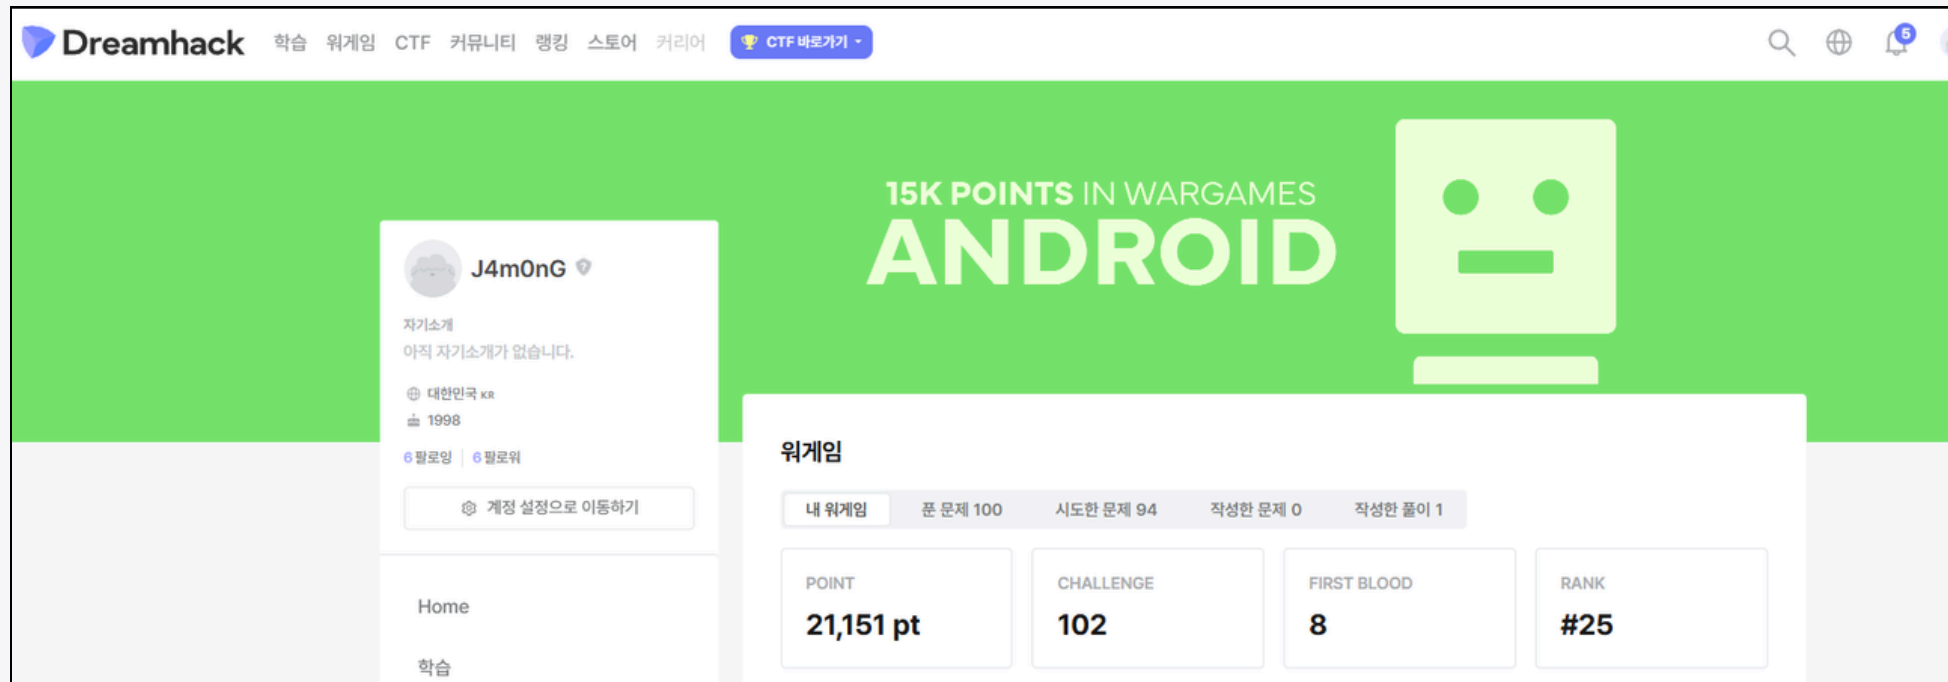 Dreamhack 학습 워게임 CTF 커뮤니티 랭킹 스토어 커리어 CTF 바로가기 5
15K POINTS IN WARGAMES
ANDROID
J4m0nG
자기소개
아직 자기소개가 없습니다.
대한민국 KR
1998
6 팔로잉 6 팔로워
계정 설정으로 이동하기
Home
학습
워게임
내 워게임 푼 문제 100 시도한 문제 94 작성한 문제 0 작성한 풀이 1
POINT
21,151 pt
CHALLENGE
102
FIRST BLOOD
8
RANK
#25